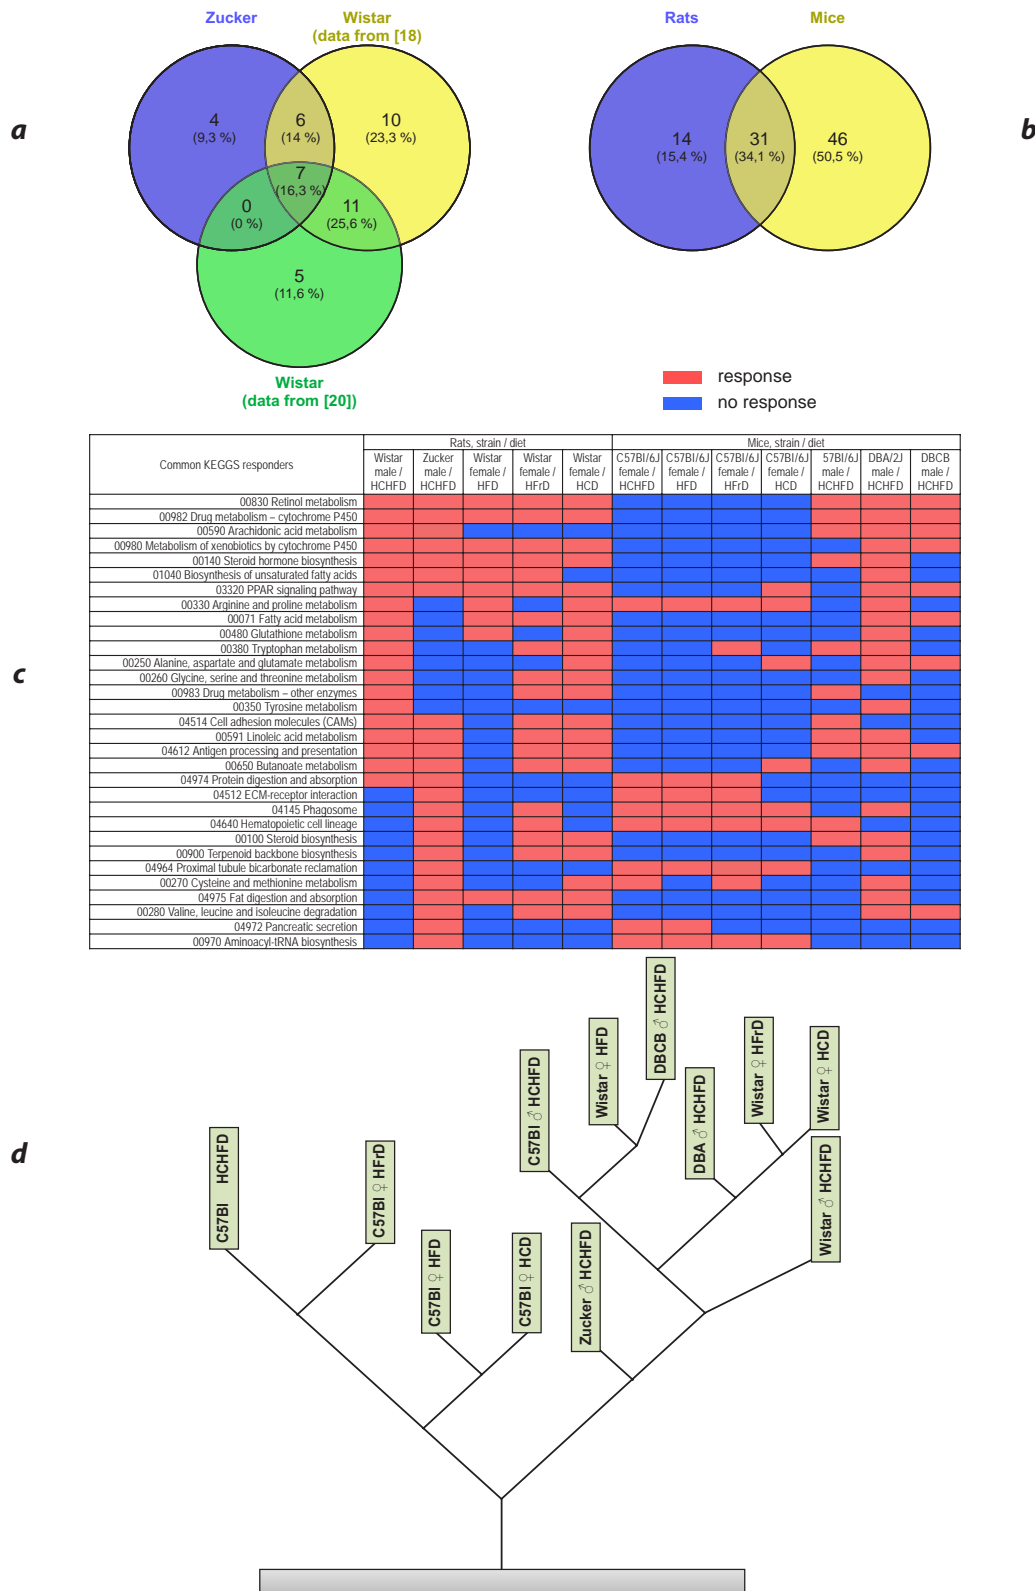 Zucker
Wistar
(data from [18)
Rats
Mice
a
4
(9,3 %)
6
(14 %)
10
(23,3 %)
7
(16,3 %)
0
(0 %)
11
(25,6 %)
5
(11,6 %)
Wistar
(data from [20])
14
(15,4 %)
31
(34,1 %)
46
(50,5 %)
b
response
no response
c
Common KEGGS responders
Rats, strain / diet
Mice, strain / diet
Wistar male / HCHFD
Zucker male / HCHFD
Wistar female / HFD
Wistar female / HFrD
Wistar female / HCD
C57Bl/6J female / HCHFD
C57Bl/6J female / HFD
C57Bl/6J female / HFrD
C57Bl/6J female / HCD
57Bl/6J male / HCHFD
DBA/2J male / HCHFD
DBCB male / HCHFD
00830 Retinol metabolism
00982 Drug metabolism – cytochrome P450
00590 Arachidonic acid metabolism
00980 Metabolism of xenobiotics by cytochrome P450
00140 Steroid hormone biosynthesis
01040 Biosynthesis of unsaturated fatty acids
03320 PPAR signaling pathway
00330 Arginine and proline metabolism
00071 Fatty acid metabolism
00480 Glutathione metabolism
00380 Tryptophan metabolism
00250 Alanine, aspartate and glutamate metabolism
00260 Glycine, serine and threonine metabolism
00983 Drug metabolism – other enzymes
00350 Tyrosine metabolism
04514 Cell adhesion molecules (CAMs)
00591 Linoleic acid metabolism
04612 Antigen processing and presentation
00650 Butanoate metabolism
04974 Protein digestion and absorption
04512 ECM-receptor interaction
04145 Phagosome
04640 Hematopoietic cell lineage
00100 Steroid biosynthesis
00900 Terpenoid backbone biosynthesis
04964 Proximal tubule bicarbonate reclamation
00270 Cysteine and methionine metabolism
04975 Fat digestion and absorption
00280 Valine, leucine and isoleucine degradation
04972 Pancreatic secretion
00970 Aminoacyl-tRNA biosynthesis
d
C57Bl HCHFD
C57Bl ♀ HFrD
C57Bl ♀ HFD
C57Bl ♀ HCD
C57Bl ♂ HCHFD
Zucker ♂ HCHFD
Wistar ♀ HFD
DBCB ♂ HCHFD
DBA ♂ HCHFD
Wistar ♀ HFrD
Wistar ♀ HCD
Wistar ♂ HCHFD